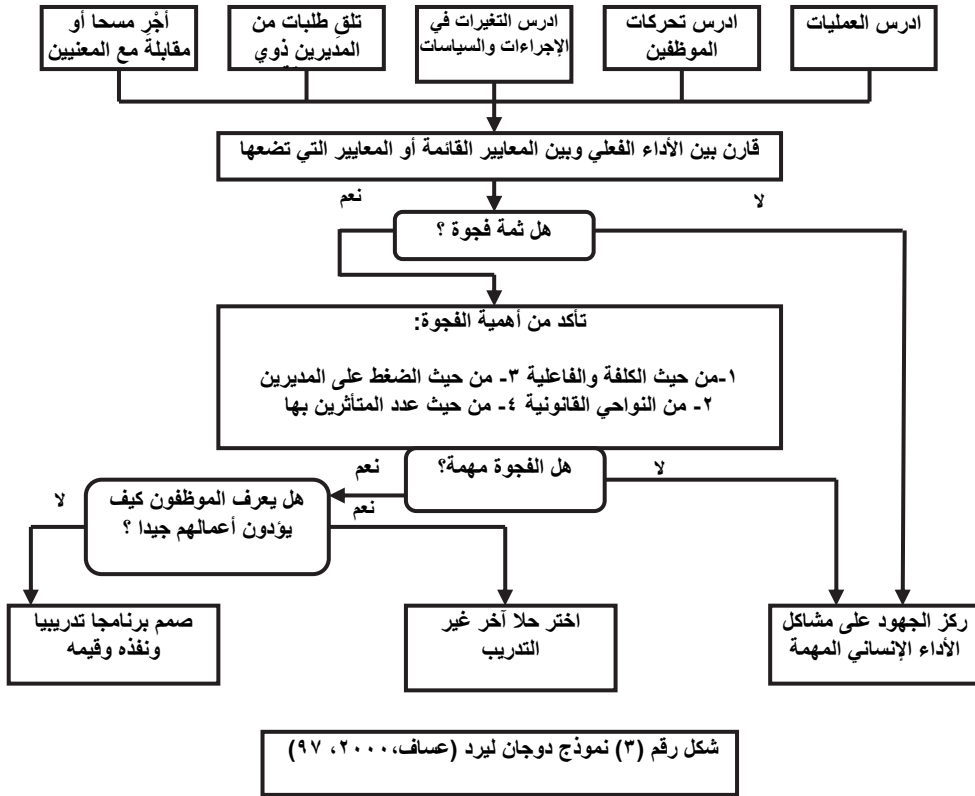 ادرس العمليات
ادرس تحركات
الموظفين
ادرس التغيرات في
الإجراءات والسياسات
تلقِ طلبات من
المديرين ذوي
أجْرِ مسحا أو
مقابلة مع المعنيين
قارن بين الأداء الفعلي وبين المعايير القائمة أو المعايير التي تضعها
لا
نعم
هل ثمة فجوة ؟
تأكد من أهمية الفجوة:
١-من حيث الكلفة والفاعلية ٣- من حيث الضغط على المديرين
٢- من النواحي القانونية ٤- من حيث عدد المتأثرين بها
لا
هل الفجوة مهمة؟
نعم
نعم
هل يعرف الموظفون كيف
يؤدون أعمالهم جيدا ؟
لا
ركز الجهود على مشاكل
الأداء الإنساني المهمة
اختر حلا آخر غير
التدريب
صمم برنامجا تدريبيا
ونفذه وقيمه
شكل رقم (٣) نموذج دوجان ليرد (عساف،٢٠٠٠، ٩٧)